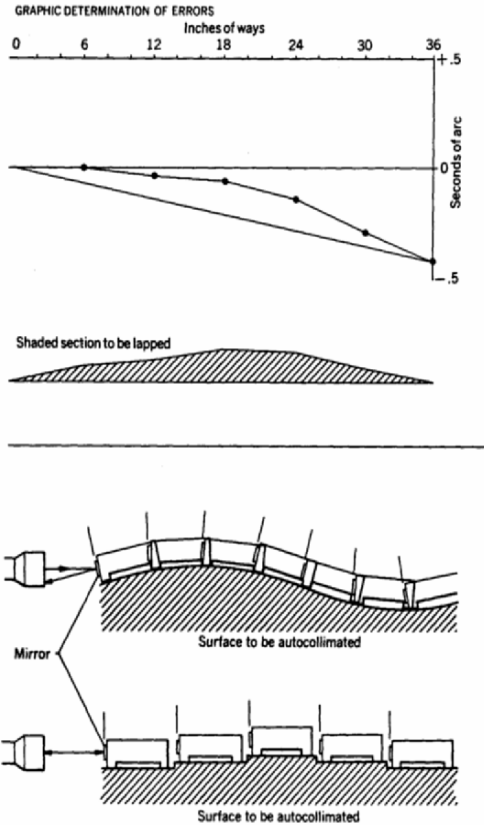 GRAPHIC DETERMINATION OF ERRORS
Inches of ways
0 6 12 18 24 30 36
+.5
0
Seconds of arc
-.5
Shaded section to be lapped
Surface to be autocollimated
Mirror
Surface to be autocollimated